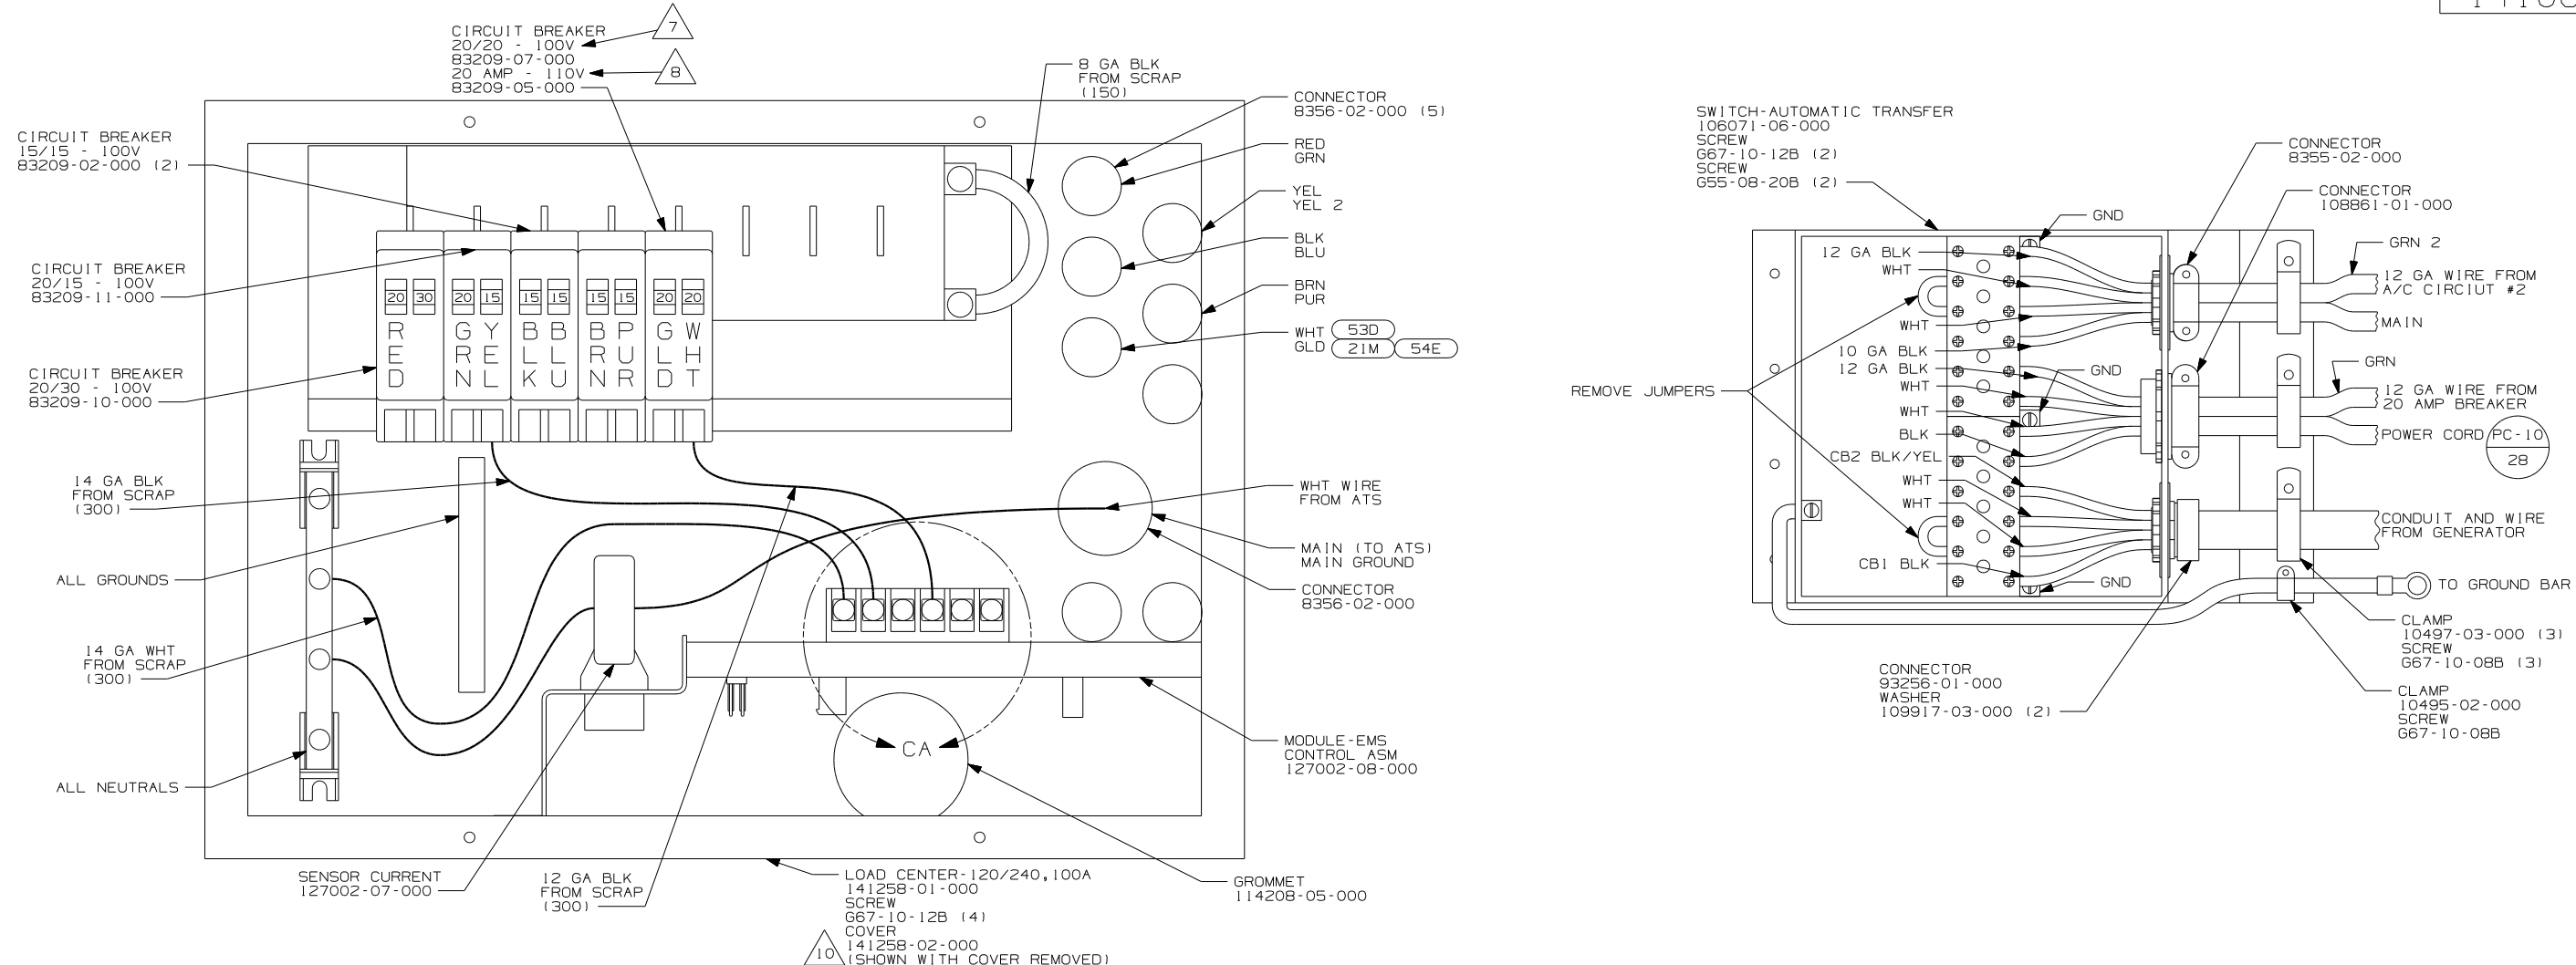 CIRCUIT BREAKER
20/20 - 100V
83209-07-000
20 AMP - 110V
83209-05-000
7
8
8 GA BLK
FROM SCRAP
(150)
CIRCUIT BREAKER
15/15 - 100V
83209-02-000 (2)
CIRCUIT BREAKER
20/15 - 100V
83209-11-000
CIRCUIT BREAKER
20/30 - 100V
83209-10-000
20 30 20 15 15 15 15 15 20 20
RED
GRN
YEL
BLK
BLU
BRN
PUR
GLD
WHT
CONNECTOR
8356-02-000 (5)
RED
GRN
YEL
YEL 2
BLK
BLU
BRN
PUR
WHT 53D
GLD 21M 54E
14 GA BLK
FROM SCRAP
(300)
ALL GROUNDS
14 GA WHT
FROM SCRAP
(300)
ALL NEUTRALS
WHT WIRE
FROM ATS
MAIN (TO ATS)
MAIN GROUND
CONNECTOR
8356-02-000
CA
MODULE-EMS
CONTROL ASM
127002-08-000
SENSOR CURRENT
127002-07-000
12 GA BLK
FROM SCRAP
(300)
LOAD CENTER-120/240,100A
141258-01-000
SCREW
G67-10-12B (4)
COVER
141258-02-000
(SHOWN WITH COVER REMOVED)
10
GROMMET
114208-05-000
SWITCH-AUTOMATIC TRANSFER
106071-06-000
SCREW
G67-10-12B (2)
SCREW
G55-08-20B (2)
CONNECTOR
8355-02-000
CONNECTOR
108861-01-000
GND
12 GA BLK
WHT
WHT
10 GA BLK
12 GA BLK
WHT
WHT
BLK
CB2 BLK/YEL
WHT
WHT
CB1 BLK
GND
GND
REMOVE JUMPERS
GRN 2
12 GA WIRE FROM
A/C CIRCIUT #2
MAIN
GRN
12 GA WIRE FROM
20 AMP BREAKER
POWER CORD
PC-10
28
CONDUIT AND WIRE
FROM GENERATOR
TO GROUND BAR
CLAMP
10497-03-000 (3)
SCREW
G67-10-08B (3)
CLAMP
10495-02-000
SCREW
G67-10-08B
CONNECTOR
93256-01-000
WASHER
109917-03-000 (2)